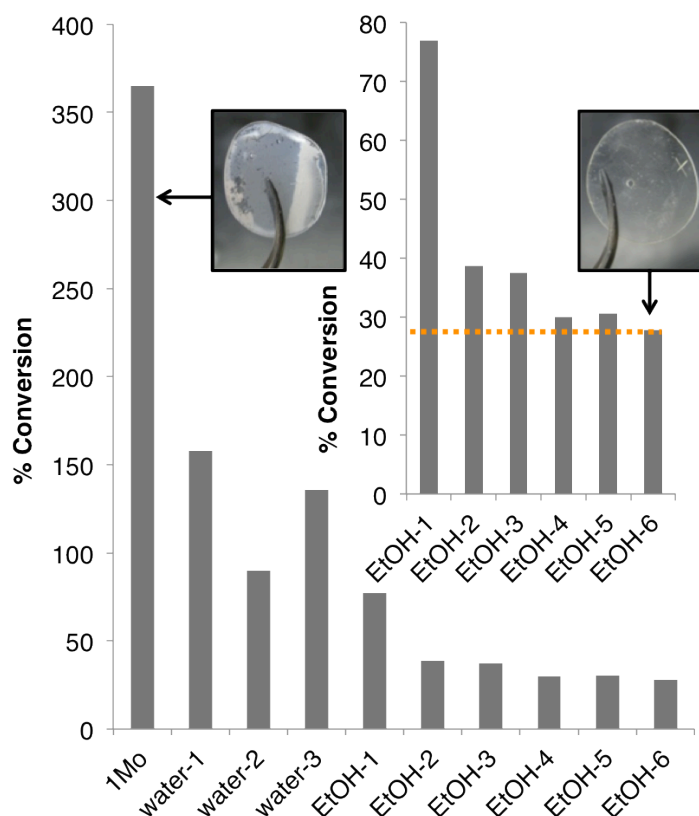 400
350
300
250
200
150
100
50
0
% Conversion
1Mo
water-1
water-2
water-3
EtOH-1
EtOH-2
EtOH-3
EtOH-4
EtOH-5
EtOH-6
80
70
60
50
40
30
20
10
0
% Conversion
EtOH-1
EtOH-2
EtOH-3
EtOH-4
EtOH-5
EtOH-6